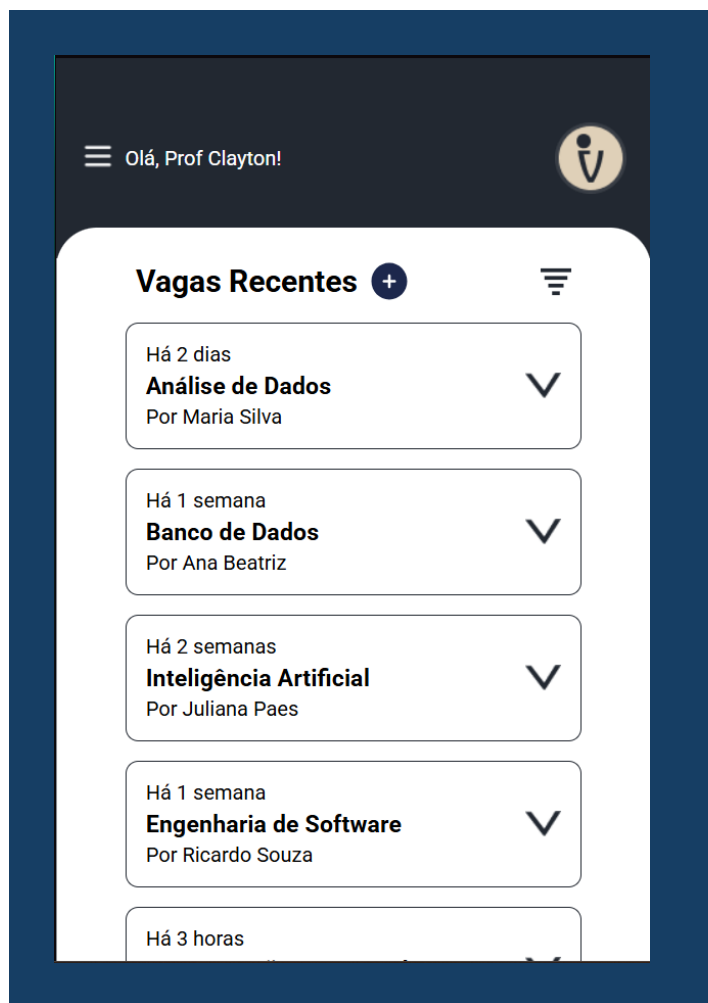 Olá, Prof Clayton!
Vagas Recentes
Há 2 dias
Análise de Dados
Por Maria Silva
Há 1 semana
Banco de Dados
Por Ana Beatriz
Há 2 semanas
Inteligência Artificial
Por Juliana Paes
Há 1 semana
Engenharia de Software
Por Ricardo Souza
Há 3 horas